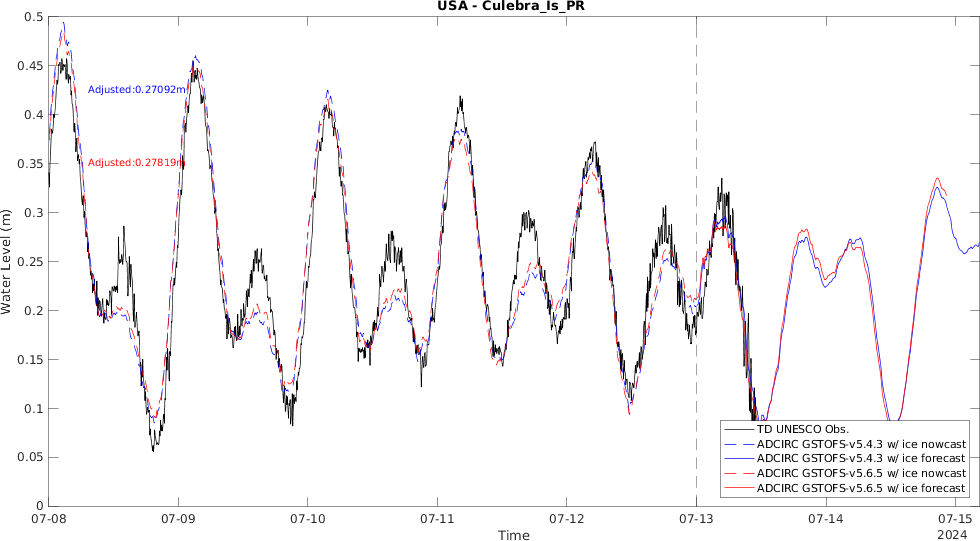 USA - Culebra_Is_PR
0.5
0.45
0.4
0.35
0.3
0.25
0.2
0.15
0.1
0.05
0
Water Level (m)
Adjusted:0.27092m
Adjusted:0.27819m
TD UNESCO Obs.
ADCIRC GSTOFS-v5.4.3 w/ ice nowcast
ADCIRC GSTOFS-v5.4.3 w/ ice forecast
ADCIRC GSTOFS-v5.6.5 w/ ice nowcast
ADCIRC GSTOFS-v5.6.5 w/ ice forecast
07-08 07-09 07-10 07-11 07-12 07-13 07-14 07-15
Time
2024